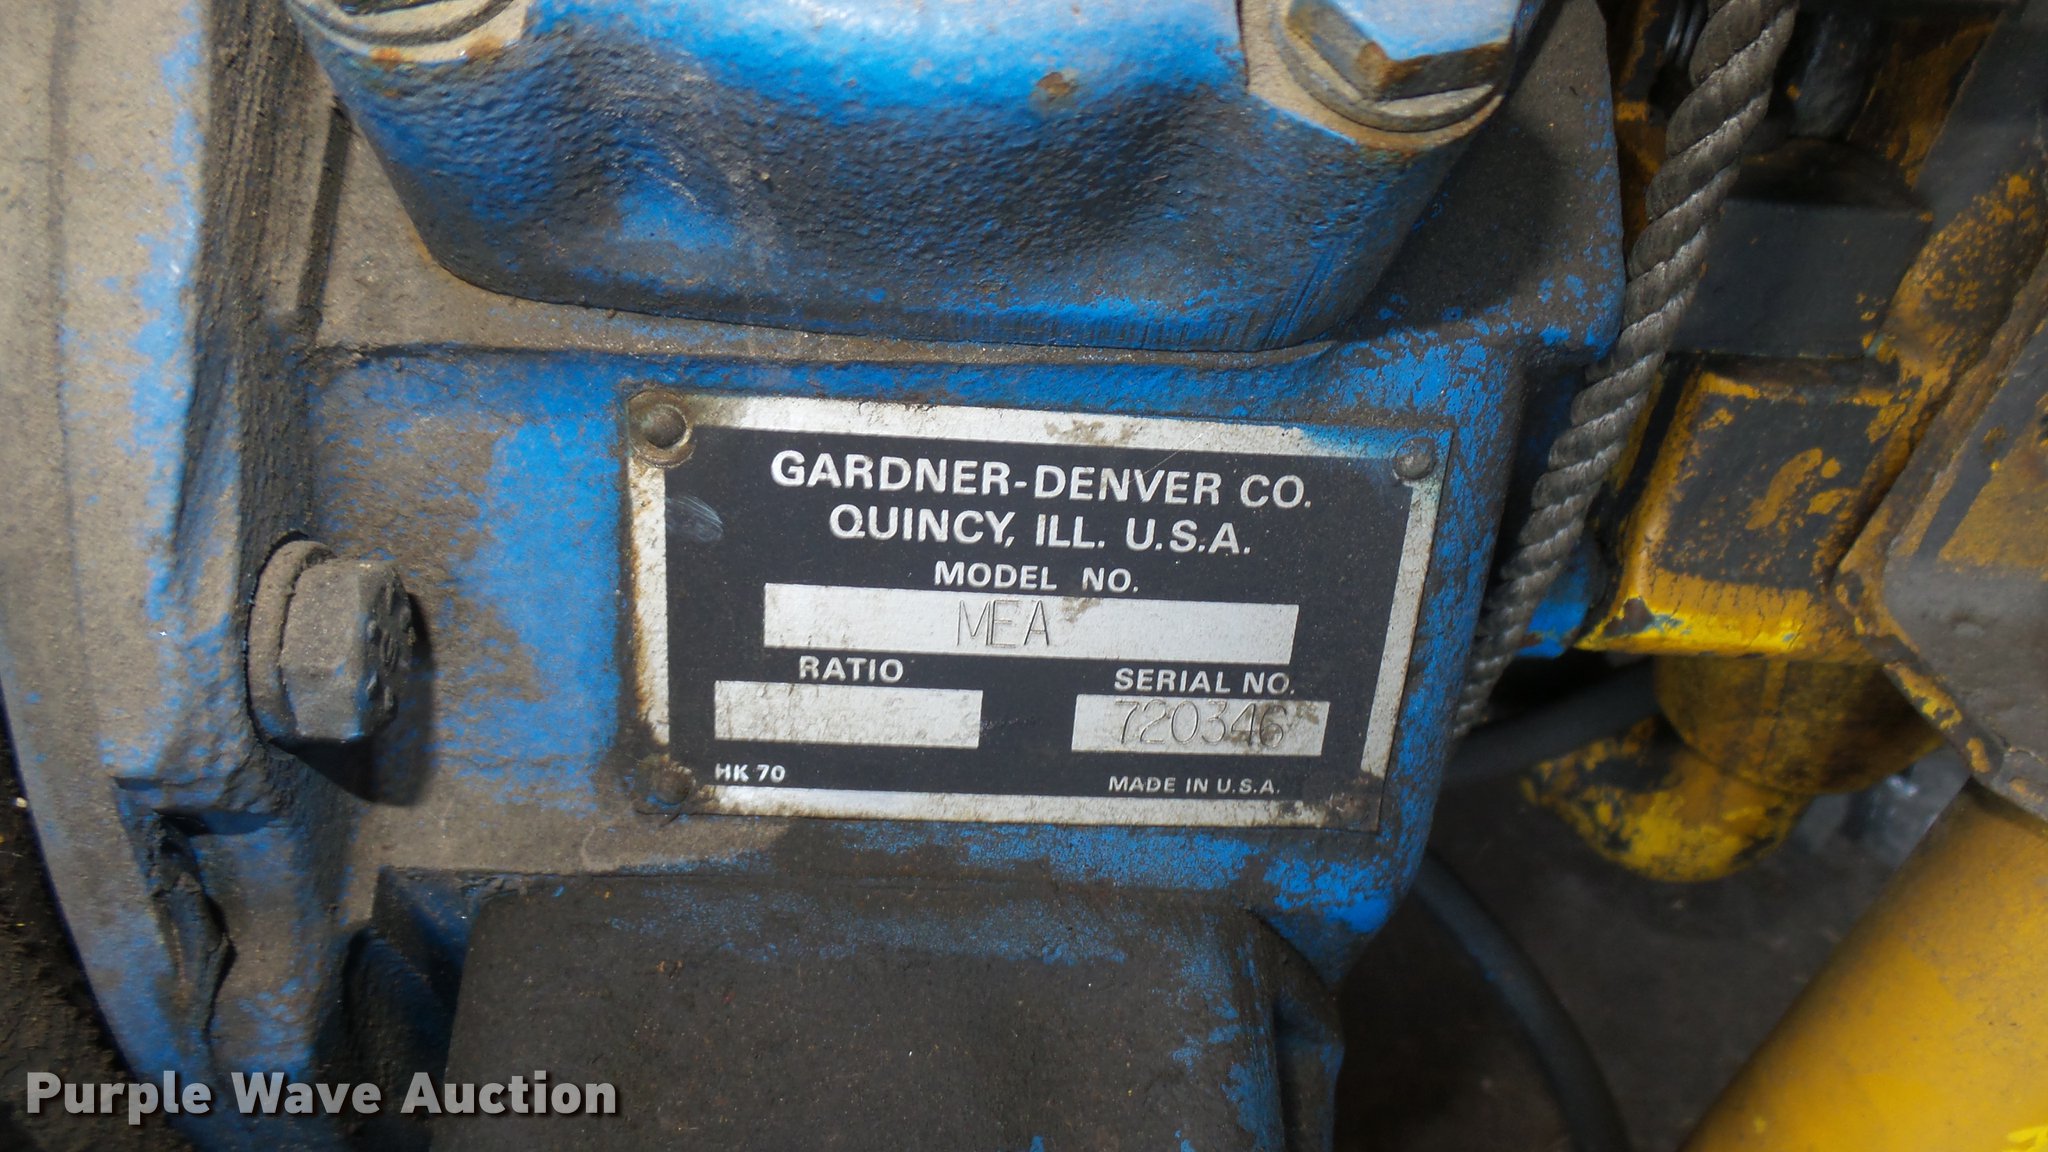 GARDNER-DENVER CO.
QUINCY, ILL. U.S.A.
MODEL NO.
MEA
RATIO
SERIAL NO.
720346
HK 70
MADE IN U.S.A.
Purple Wave Auction